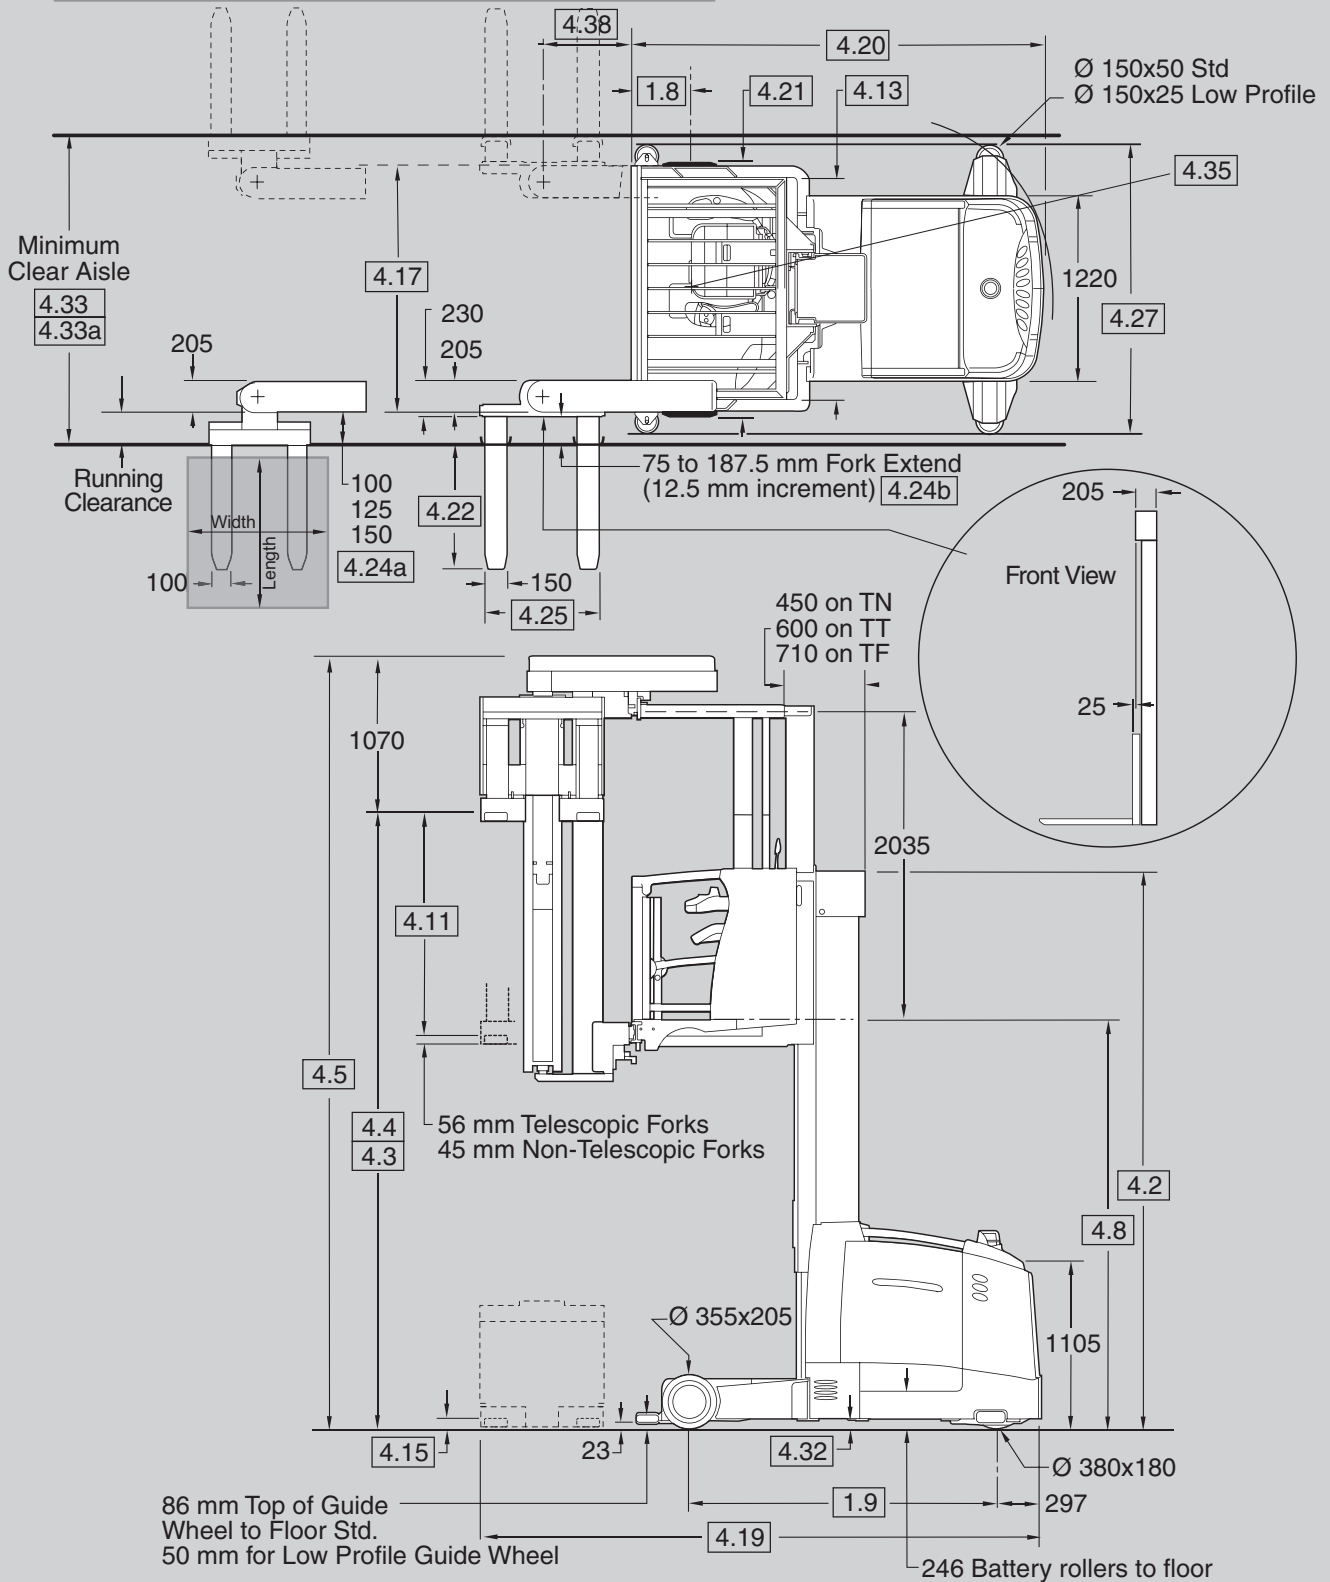 4.38
4.20
Ø 150x50 Std
Ø 150x25 Low Profile
1.8
4.21
4.13
4.35
Minimum
Clear Aisle
4.33
4.33a
4.17
1220
4.27
230
205
205
Running
Clearance
75 to 187.5 mm Fork Extend
(12.5 mm increment) 4.24b
100
125
150
4.24a
4.22
Width
Length
100
150
4.25
205
Front View
25
450 on TN
600 on TT
710 on TF
1070
2035
4.11
4.5
4.4
4.3
56 mm Telescopic Forks
45 mm Non-Telescopic Forks
4.2
4.8
Ø 355x205
1105
4.15
23
4.32
Ø 380x180
86 mm Top of Guide
Wheel to Floor Std.
50 mm for Low Profile Guide Wheel
1.9
297
4.19
246 Battery rollers to floor